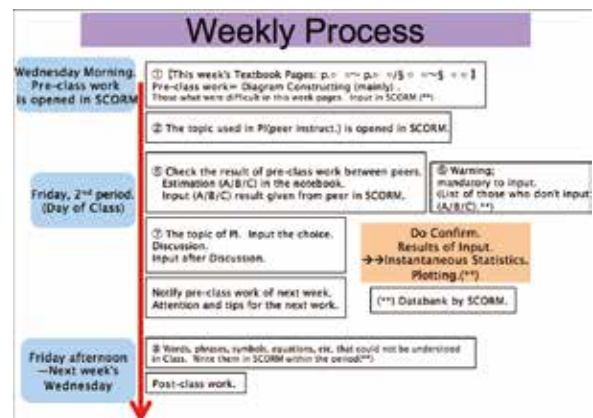 Weekly Process
Wednesday Morning.
Pre-class work
is opened in SCORM
① [This week's Textbook Pages: p.
Pre-class work= Diagram Constructing (mainly) .
Those what were difficult in this week pages. Input in SCORM.(**)
② The topic used in PI(peer instruct.) is opened in SCORM.
Friday, 2nd period.
(Day of Class)
⑤ Check the result of pre-class work between peers.
Estimation (A/B/C) in the notebook.
Input (A/B/C) result given from peer in SCORM.
⑥ Warning;
mandatory to input.
(List of those who don't input
(A/B/C).**)
⑦ The topic of PI. Input the choice.
Discussion.
Input after Discussion.
Do Confirm.
Results of Input.
→→Instantaneous Statistics.
Plotting.(**)
Notify pre-class work of next week.
Attention and tips for the next work.
(**) Databank by SCORM.
Friday afternoon
—Next week's
Wednesday
⑧ Words, phrases, symbols, equations, etc. that could not be understood
in Class. Write them in SCORM within the period(**)
Post-class work.